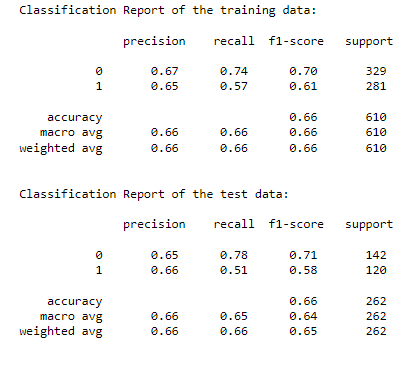 Classification Report of the training data:
precision recall f1-score support
0 0.67 0.74 0.70 329
1 0.65 0.57 0.61 281
accuracy 0.66 610
macro avg 0.66 0.66 0.66 610
weighted avg 0.66 0.66 0.66 610
Classification Report of the test data:
precision recall f1-score support
0 0.65 0.78 0.71 142
1 0.66 0.51 0.58 120
accuracy 0.66 262
macro avg 0.66 0.65 0.64 262
weighted avg 0.66 0.66 0.65 262